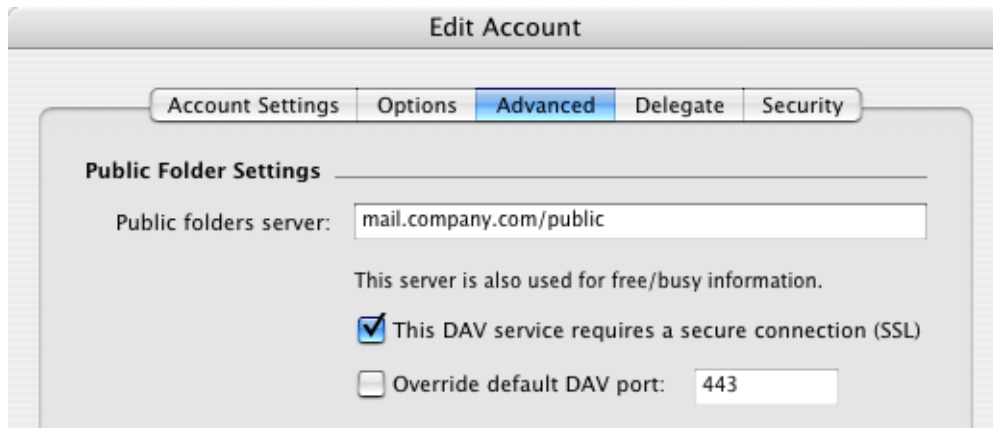 Edit Account
Account Settings Options Advanced Delegate Security
Public Folder Settings
Public folders server: mail.company.com/public
This server is also used for free/busy information.
This DAV service requires a secure connection (SSL)
Override default DAV port: 443